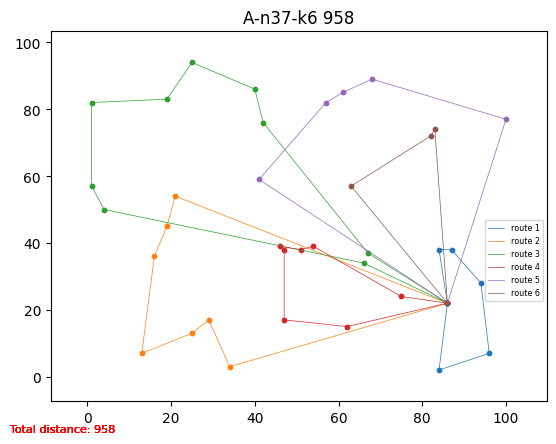 A-n37-k6 958
100
80
60
40
20
0
route 1
route 2
route 3
route 4
route 5
route 6
0 20 40 60 80 100
Total distance: 958